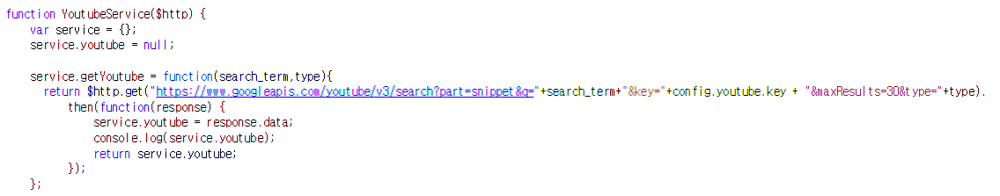 function YoutubeService($http) {
    var service = {};
    service.youtube = null;

    service.getYoutube = function(search_term,type){
      return $http.get("https://www.googleapis.com/youtube/v3/search?part=snippet&q="+search_term+"&key="+config.youtube.key + "&maxResults=30&type="+type).
          then(function(response) {
              service.youtube = response.data;
              console.log(service.youtube);
              return service.youtube;
          });
    };